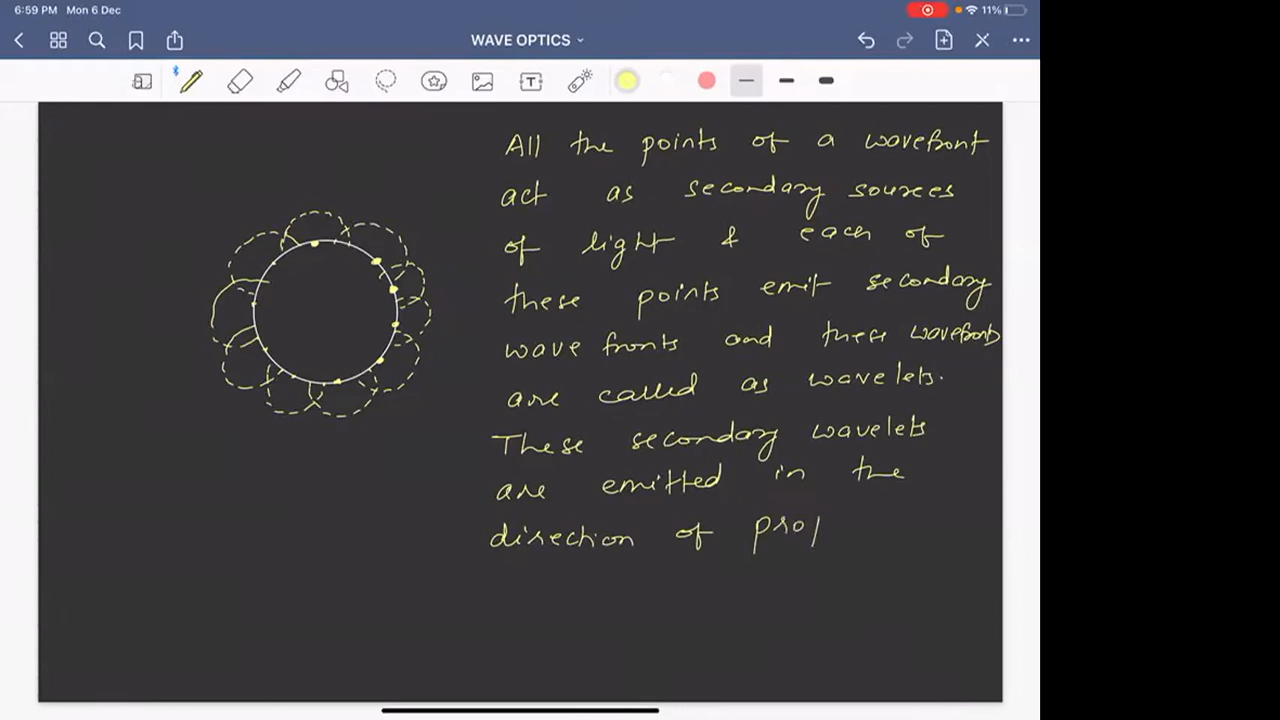 6:59 PM Mon 6 Dec
11%
WAVE OPTICS
All the points of a wavefront
act as secondary sources
of light & each of
these points emit secondary
wave fronts and these wavefronts
are called as wavelets.
These secondary wavelets
are emitted in the
direction of prop